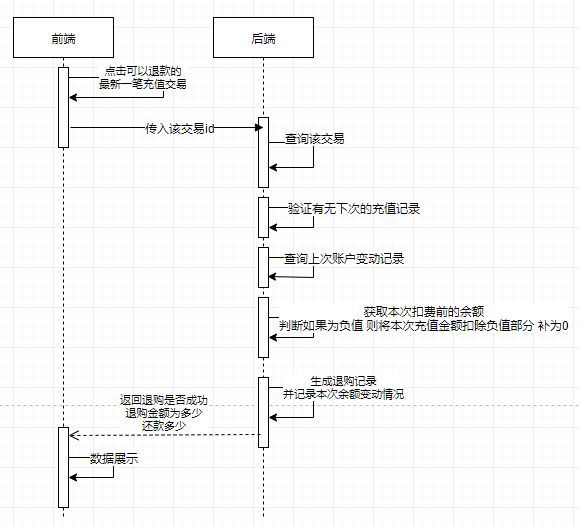 前端
后端
点击可以退款的
最新一笔充值交易
传入该交易id
查询该交易
验证有无下次的充值记录
查询上次账户变动记录
获取本次扣费前的余额
判断如果为负值 则将本次充值金额扣除负值部分 补为0
生成退购记录
并记录本次余额变动情况
返回退购是否成功
退购金额为多少
还款多少
数据展示